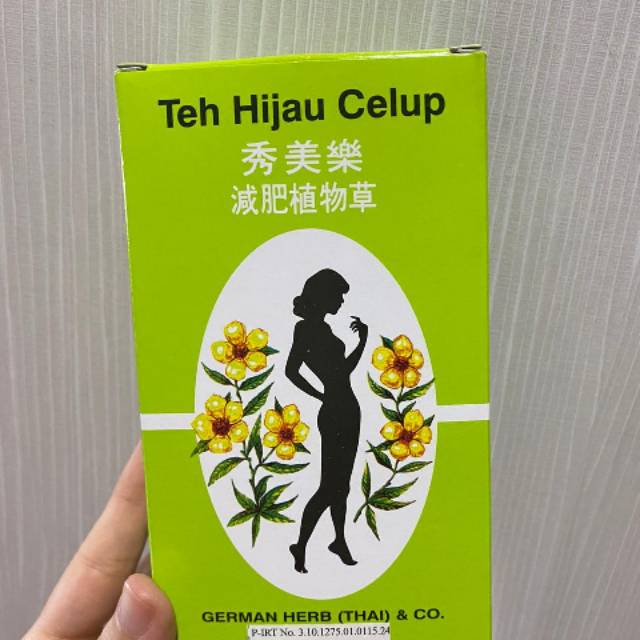 Teh Hijau Celup
秀美樂
減肥植物草
GERMAN HERB (THAI) & CO.
P-IRT No. 3.10.1275.01.0115.24